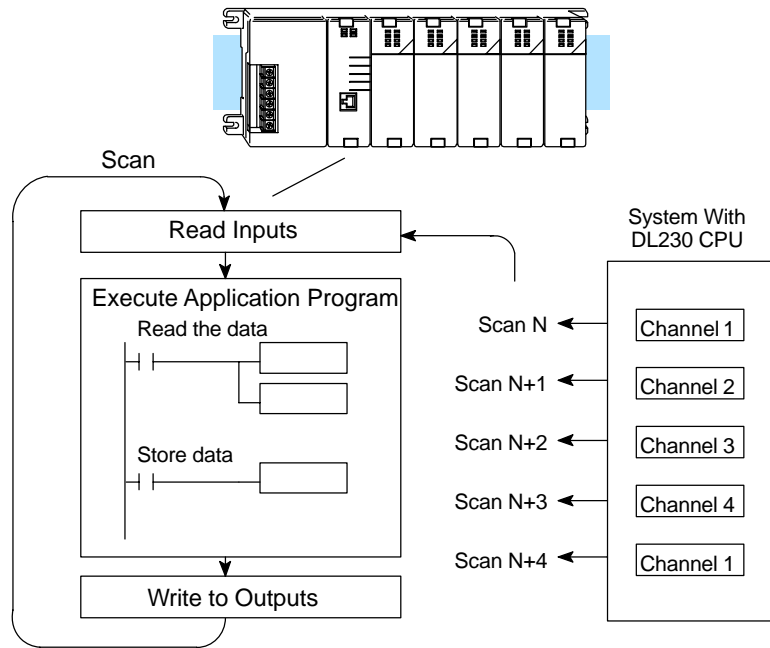 Scan
Read Inputs
Execute Application Program
Read the data
Store data
Write to Outputs
System With
DL230 CPU
Scan N
Channel 1
Scan N+1
Channel 2
Scan N+2
Channel 3
Scan N+3
Channel 4
Scan N+4
Channel 1